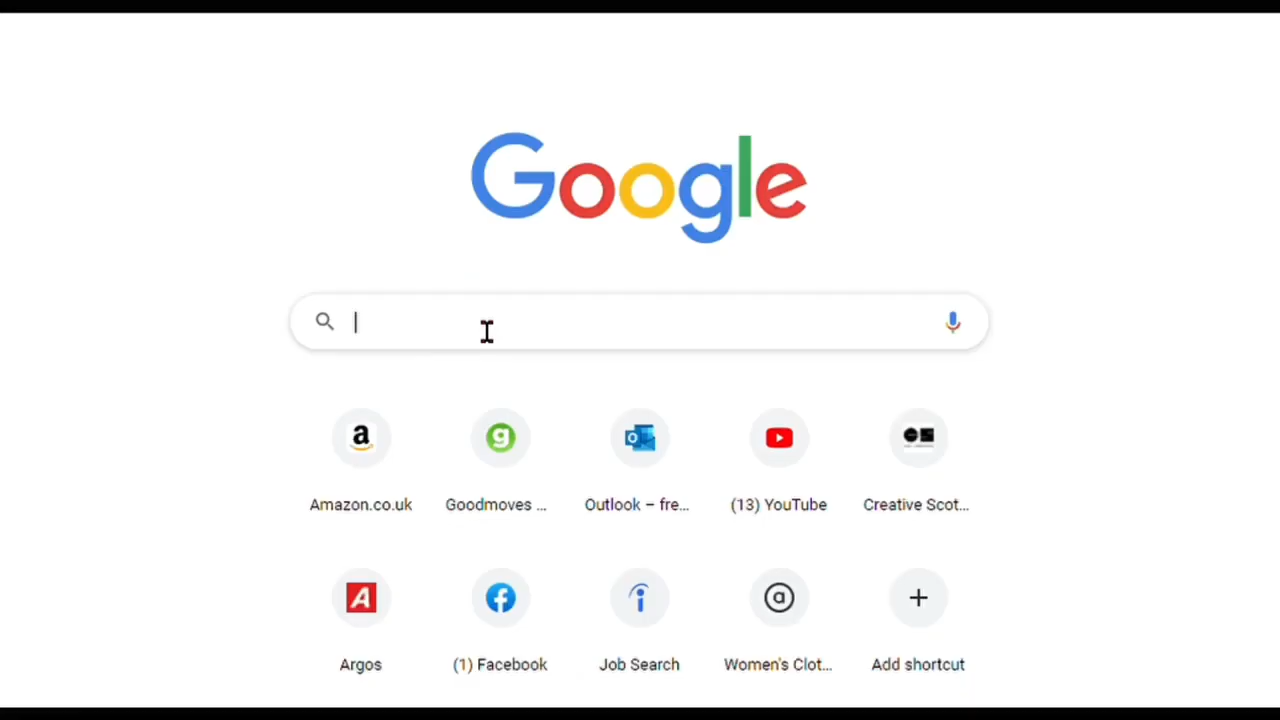 Google
Amazon.co.uk
Goodmoves ...
Outlook – fre...
(13) YouTube
Creative Scot...
Argos
(1) Facebook
Job Search
Women's Clot...
Add shortcut